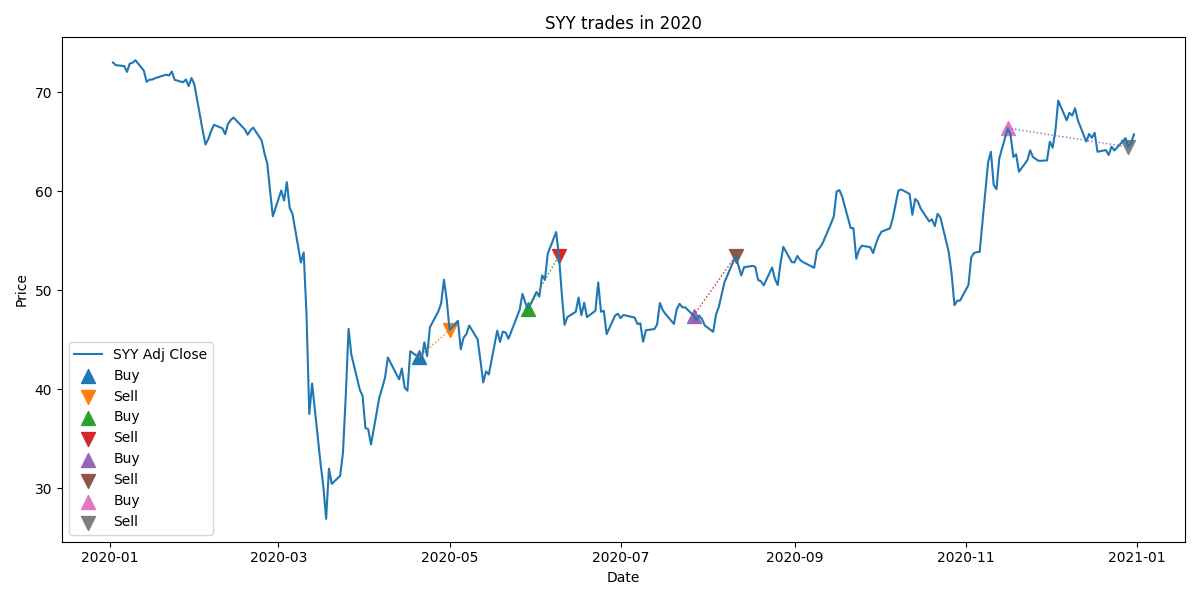 SYY trades in 2020
Price
70
60
50
40
30
SYY Adj Close
Buy
Sell
Buy
Sell
Buy
Sell
Buy
Sell
2020-01
2020-03
2020-05
2020-07
2020-09
2020-11
2021-01
Date